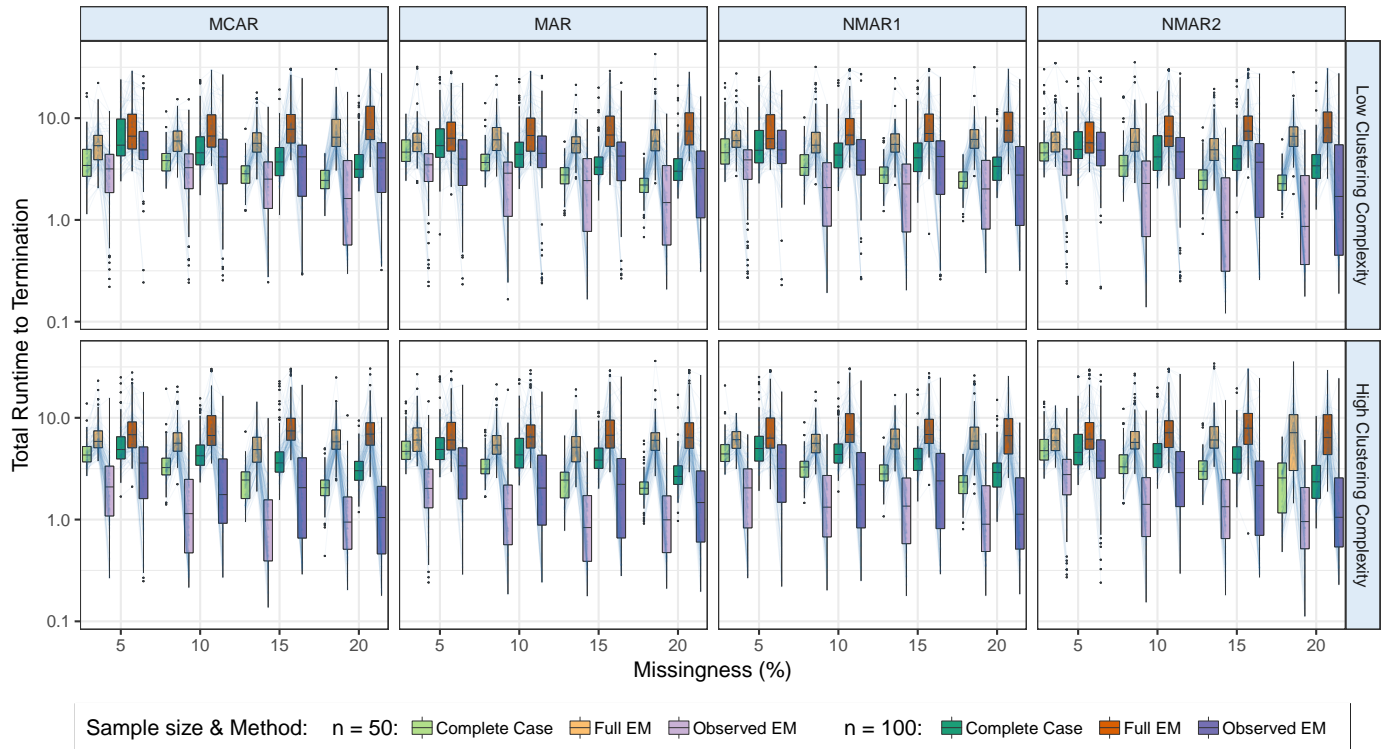 MCAR MAR NMAR1 NMAR2
10.0
1.0
0.1
Low Clustering Complexity
10.0
1.0
0.1
High Clustering Complexity
Total Runtime to Termination
5 10 15 20 5 10 15 20 5 10 15 20 5 10 15 20
Missingness (%)
Sample size & Method: n = 50: Complete Case Full EM Observed EM n = 100: Complete Case Full EM Observed EM